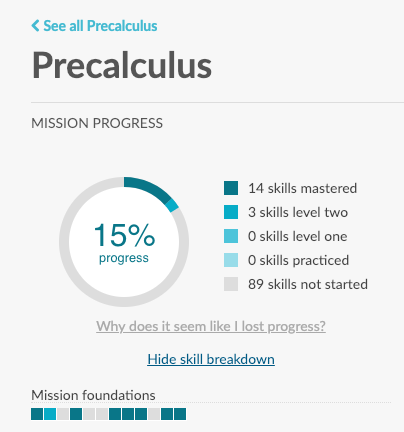 See all Precalculus
Precalculus
MISSION PROGRESS
14 skills mastered
3 skills level two
15%
progress
0 skills level one
0 skills practiced
89 skills not started
Why does it seem like I lost progress?
Hide skill breakdown
Mission foundations